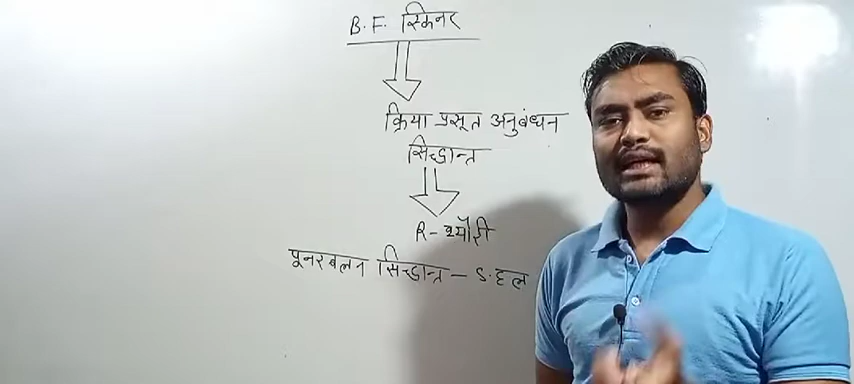 B. F. स्किनर
क्रिया प्रसूत अनुबंधन
सिद्धान्त
R - थ्योरी
पूनरबलन सिद्धान्त - S. हल